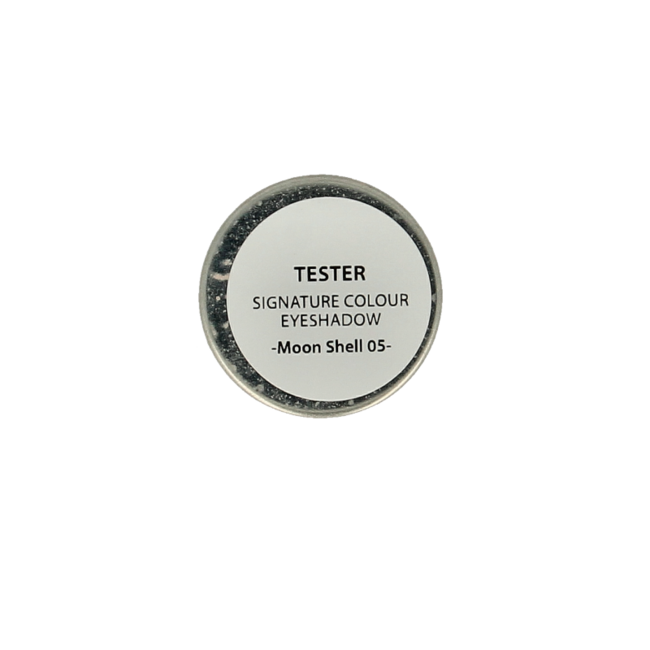 TESTER
SIGNATURE COLOUR
EYESHADOW
-Moon Shell 05-